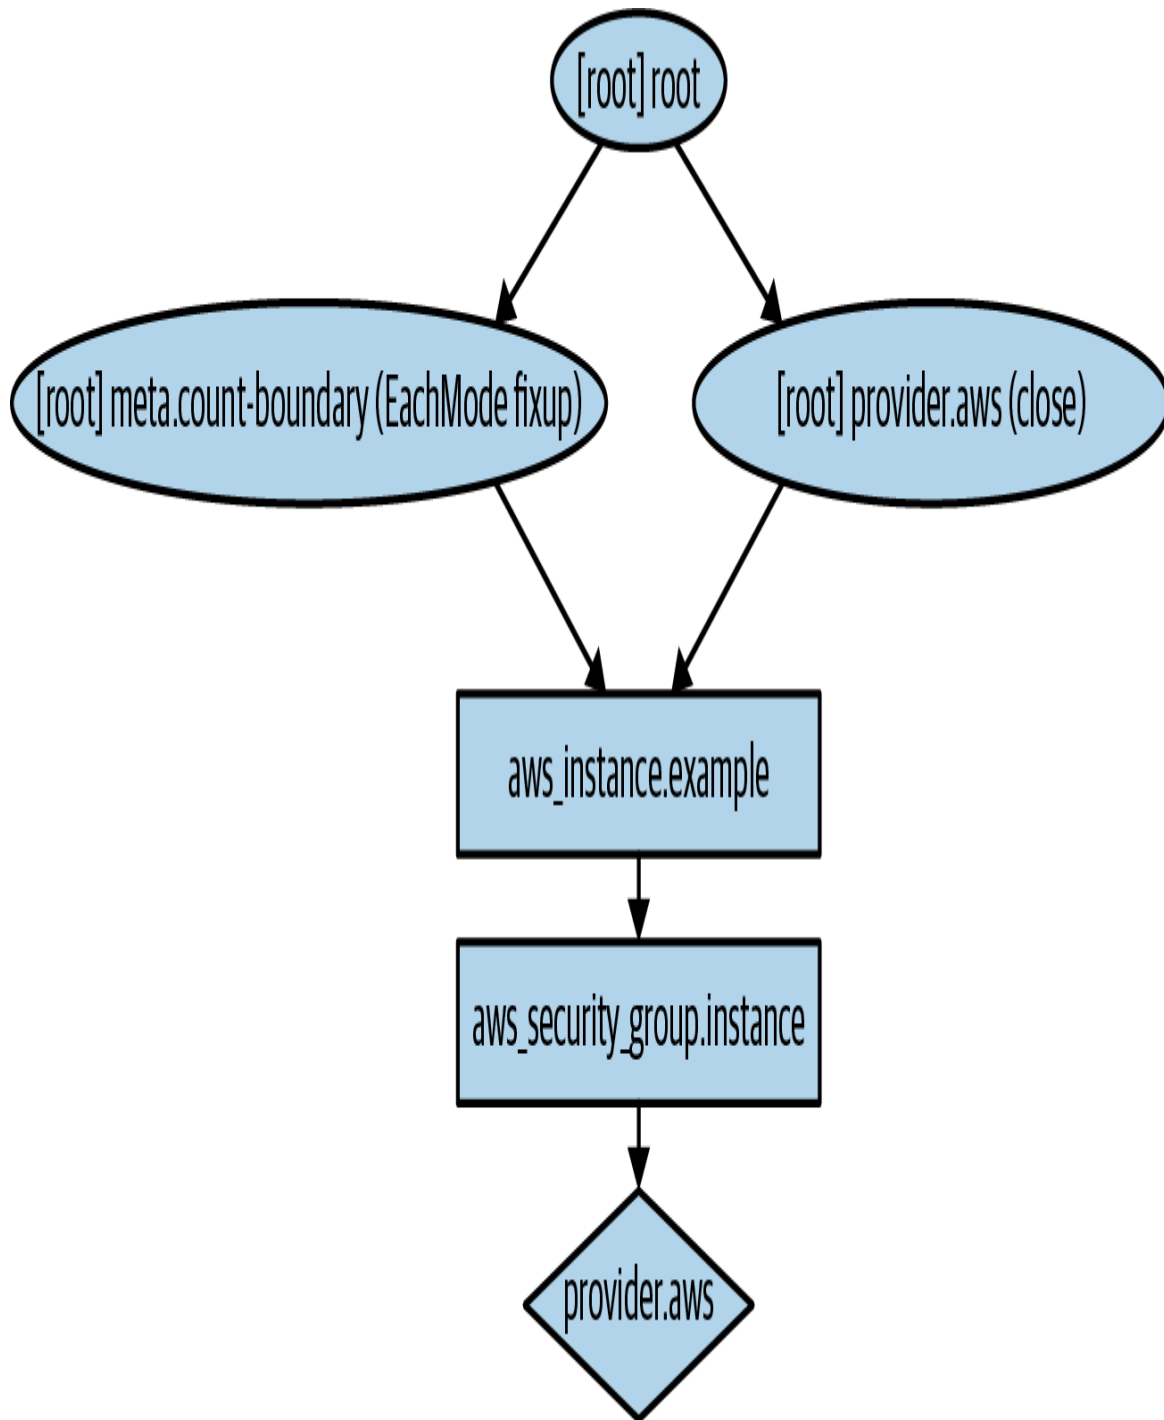 [root] root
[root] meta.count-boundary (EachMode fixup)
[root] provider.aws (close)
aws_instance.example
aws_security_group.instance
provider.aws